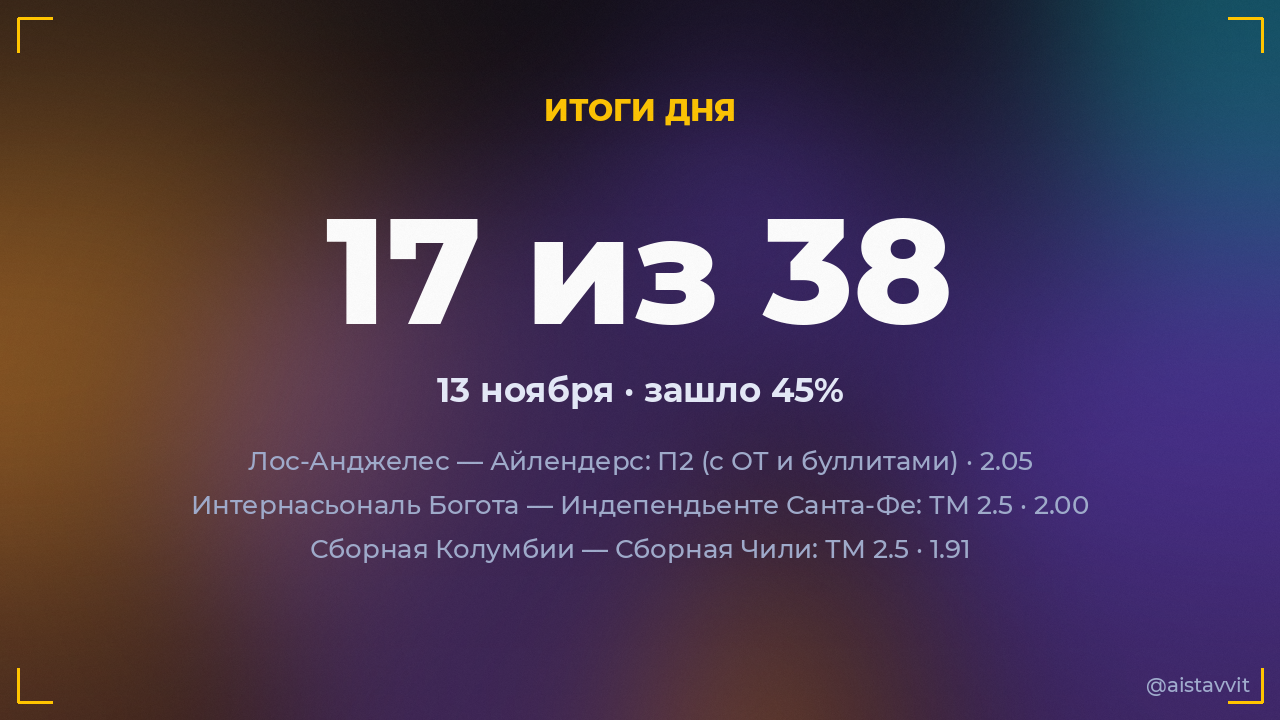 ИТОГИ ДНЯ
17 из 38
13 ноября · зашло 45%
Лос-Анджелес — Айлендерс: П2 (с ОТ и буллитами) · 2.05
Интернасьональ Богота — Индепендьенте Санта-Фе: ТМ 2.5 · 2.00
Сборная Колумбии — Сборная Чили: ТМ 2.5 · 1.91
@aistavvit